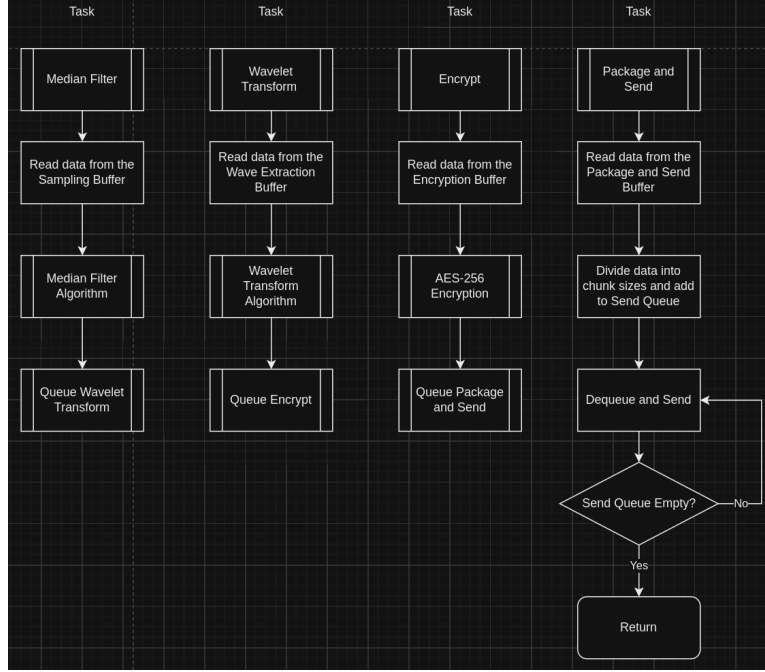 Task
Task
Task
Task
Median Filter
Wavelet
Transform
Encrypt
Package and
Send
Read data from the
Sampling Buffer
Read data from the
Wave Extraction
Buffer
Read data from the
Encryption Buffer
Read data from the
Package and Send
Buffer
Median Filter
Algorithm
Wavelet
Transform
Algorithm
AES-256
Encryption
Divide data into
chunk sizes and add
to Send Queue
Queue Wavelet
Transform
Queue Encrypt
Queue Package
and Send
Dequeue and Send
Send Queue Empty?
No
Yes
Return